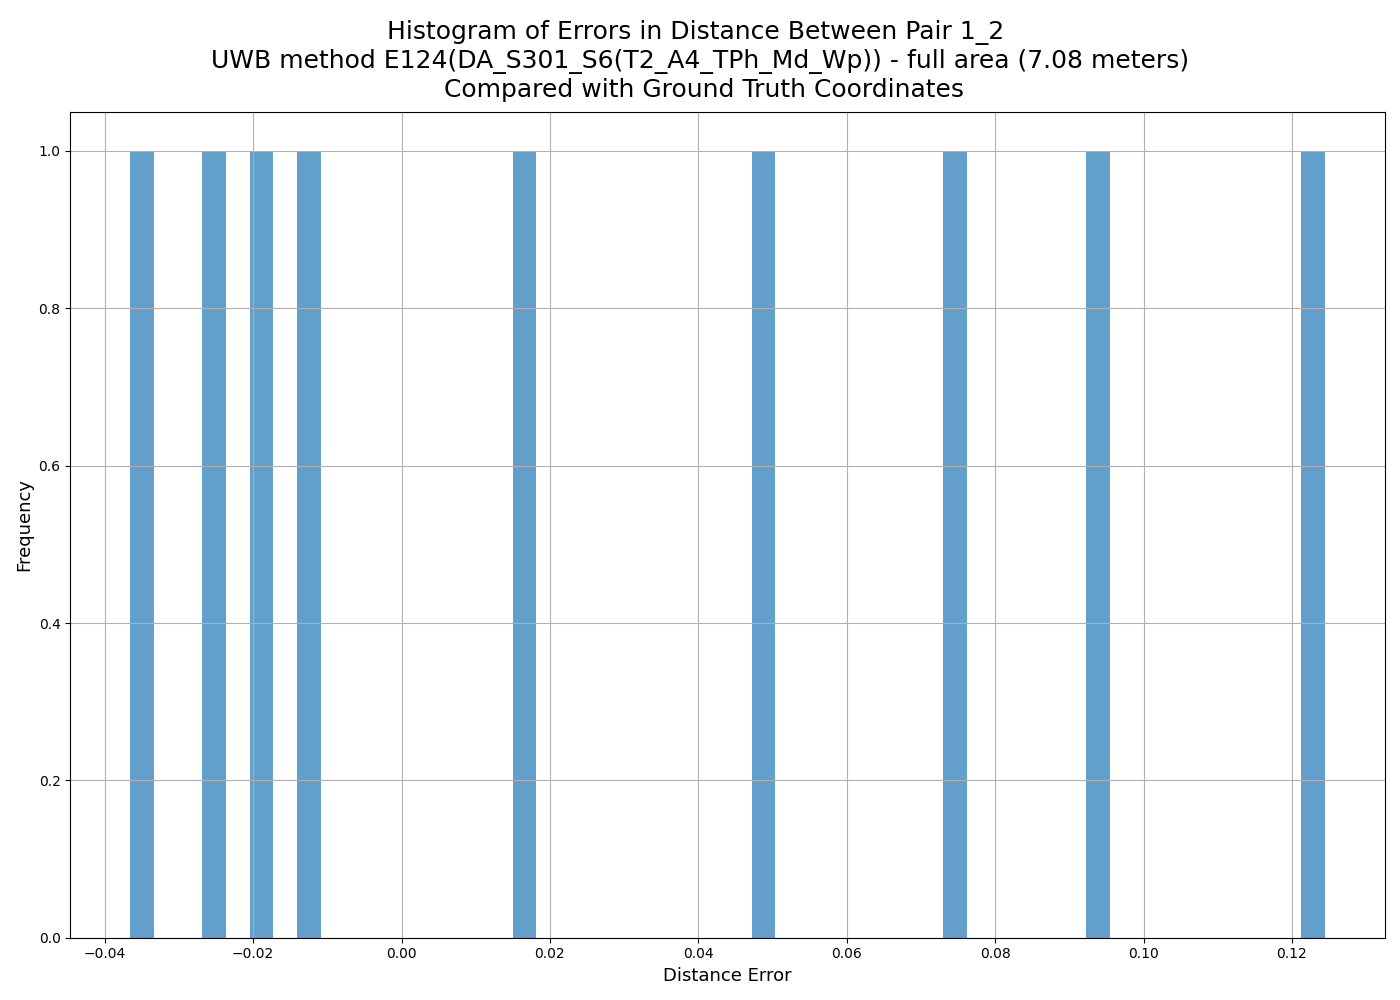 Histogram of Errors in Distance Between Pair 1_2
UWB method E124(DA_S301_S6(T2_A4_TPh_Md_Wp)) - full area (7.08 meters)
Compared with Ground Truth Coordinates
1.0
0.8
0.6
0.4
0.2
0.0
Frequency
−0.04 −0.02 0.00 0.02 0.04 0.06 0.08 0.10 0.12
Distance Error